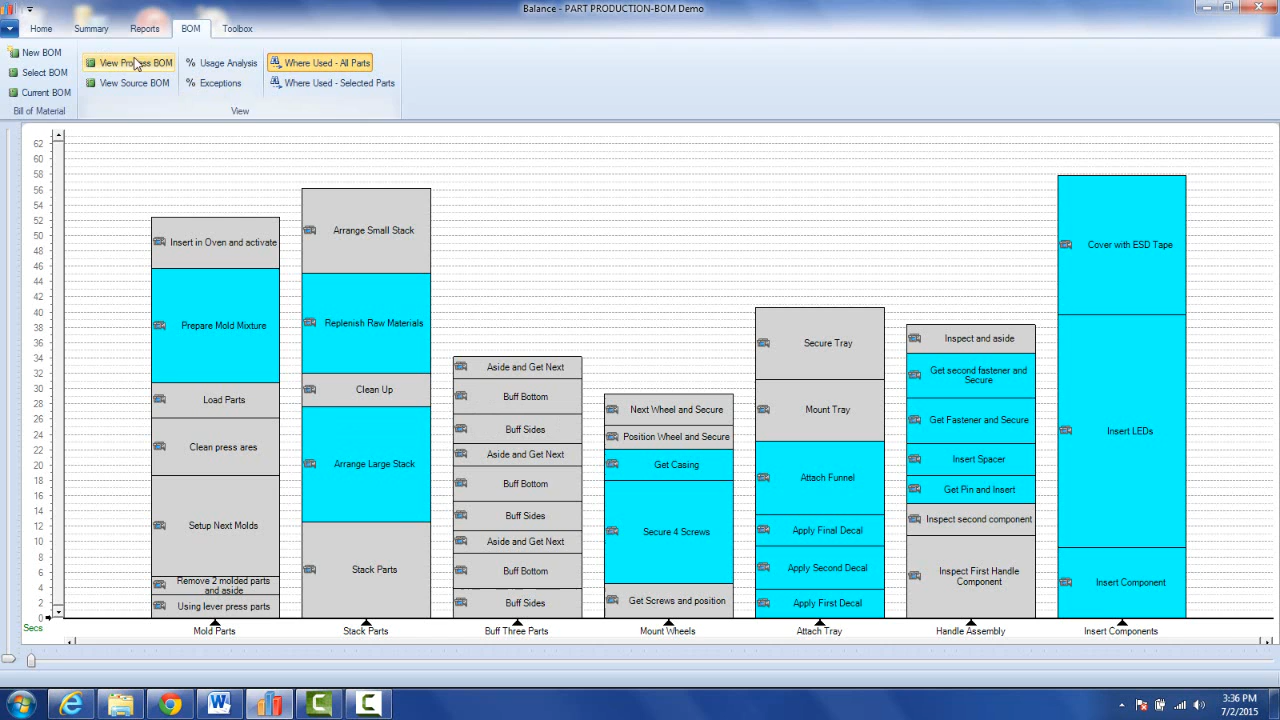 Balance - PART PRODUCTION-BOM Demo
Home Summary Reports BOM Toolbox
New BOM
Select BOM
Current BOM
Bill of Material
View Process BOM
View Source BOM
% Usage Analysis
% Exceptions
Where Used - All Parts
Where Used - Selected Parts
View
62
60
58
56
54
52
50
48
46
44
42
40
38
36
34
32
30
28
26
24
22
20
18
16
14
12
10
8
6
4
2
0
Secs
Insert in Oven and activate
Prepare Mold Mixture
Load Parts
Clean press ares
Setup Next Molds
Remove 2 molded parts
and aside
Using lever press parts
Mold Parts
Arrange Small Stack
Replenish Raw Materials
Clean Up
Arrange Large Stack
Stack Parts
Stack Parts
Aside and Get Next
Buff Bottom
Buff Sides
Aside and Get Next
Buff Bottom
Buff Sides
Aside and Get Next
Buff Bottom
Buff Sides
Buff Three Parts
Next Wheel and Secure
Position Wheel and Secure
Get Casing
Secure 4 Screws
Get Screws and position
Mount Wheels
Secure Tray
Mount Tray
Attach Funnel
Apply Final Decal
Apply Second Decal
Apply First Decal
Attach Tray
Inspect and aside
Get second fastener and
Secure
Get Fastener and Secure
Insert Spacer
Get Pin and Insert
Inspect second component
Inspect First Handle
Component
Handle Assembly
Cover with ESD Tape
Insert LEDs
Insert Component
Insert Components
3:36 PM
7/2/2015